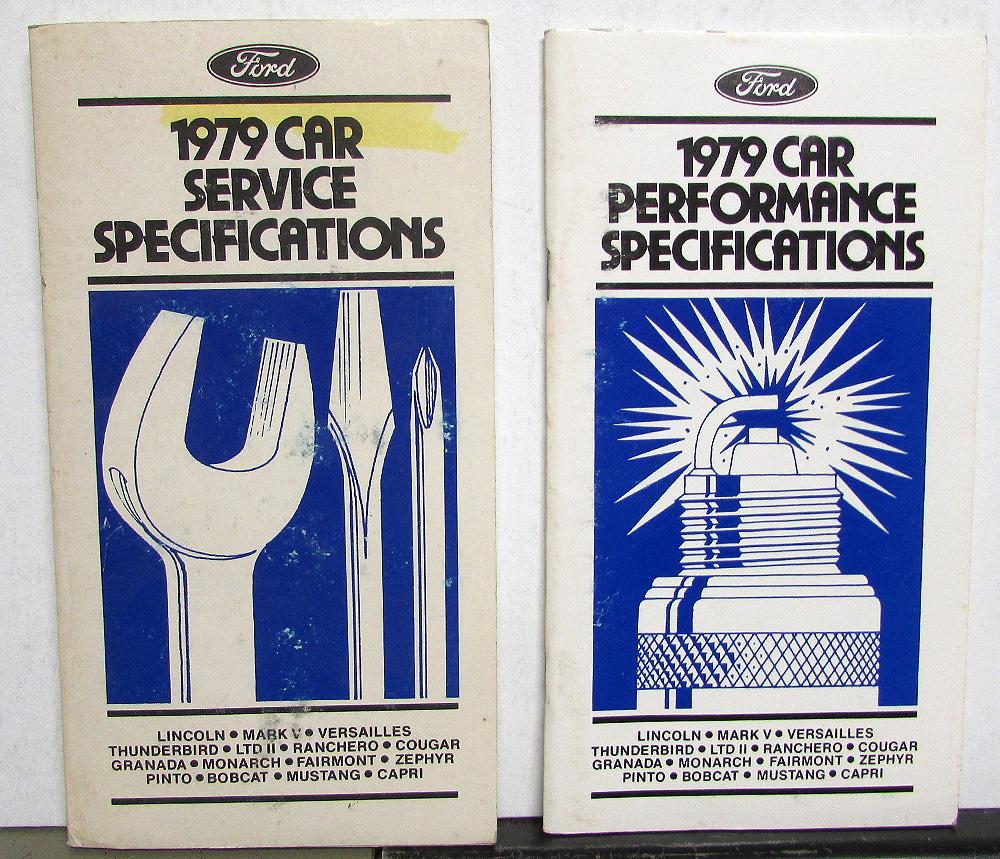 Ford
1979 CAR
SERVICE
SPECIFICATIONS
LINCOLN • MARK V • VERSAILLES
THUNDERBIRD • LTD II • RANCHERO • COUGAR
GRANADA • MONARCH • FAIRMONT • ZEPHYR
PINTO • BOBCAT • MUSTANG • CAPRI
Ford
1979 CAR
PERFORMANCE
SPECIFICATIONS
LINCOLN • MARK V • VERSAILLES
THUNDERBIRD • LTD II • RANCHERO • COUGAR
GRANADA • MONARCH • FAIRMONT • ZEPHYR
PINTO • BOBCAT • MUSTANG • CAPRI